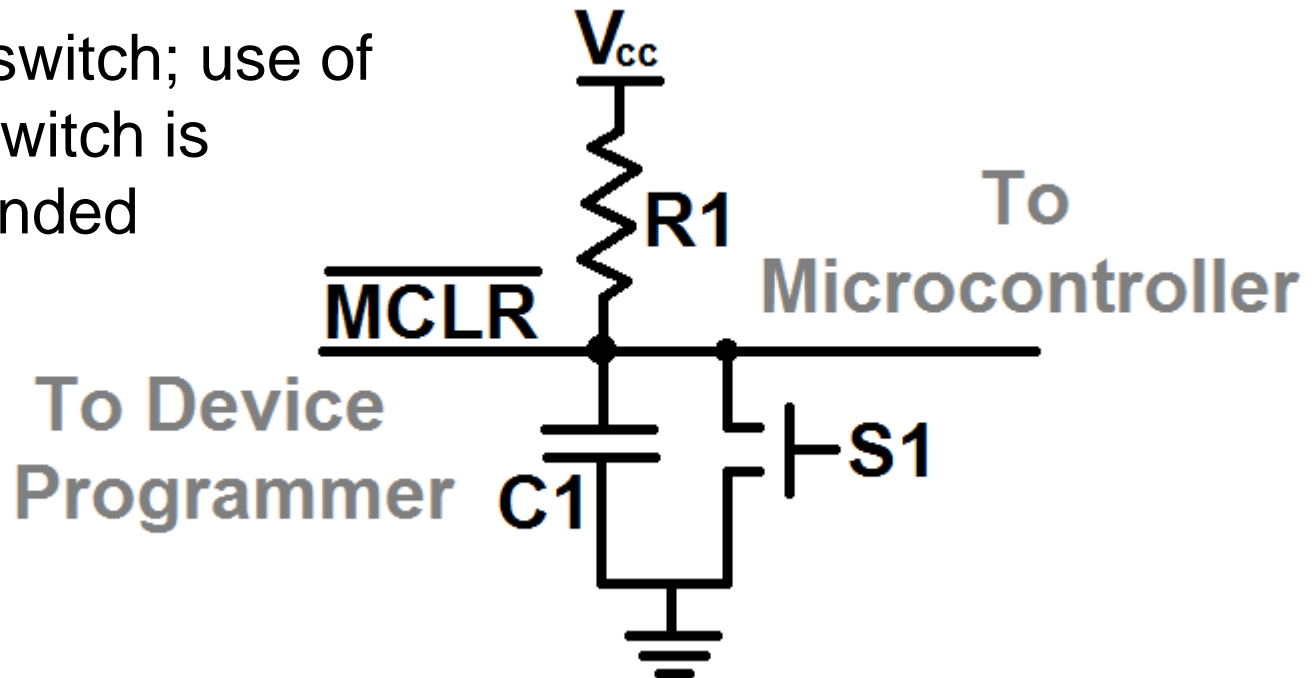 switch; use of
witch is
nded
Vcc
R1
To
Microcontroller
MCLR
To Device
Programmer
C1
S1